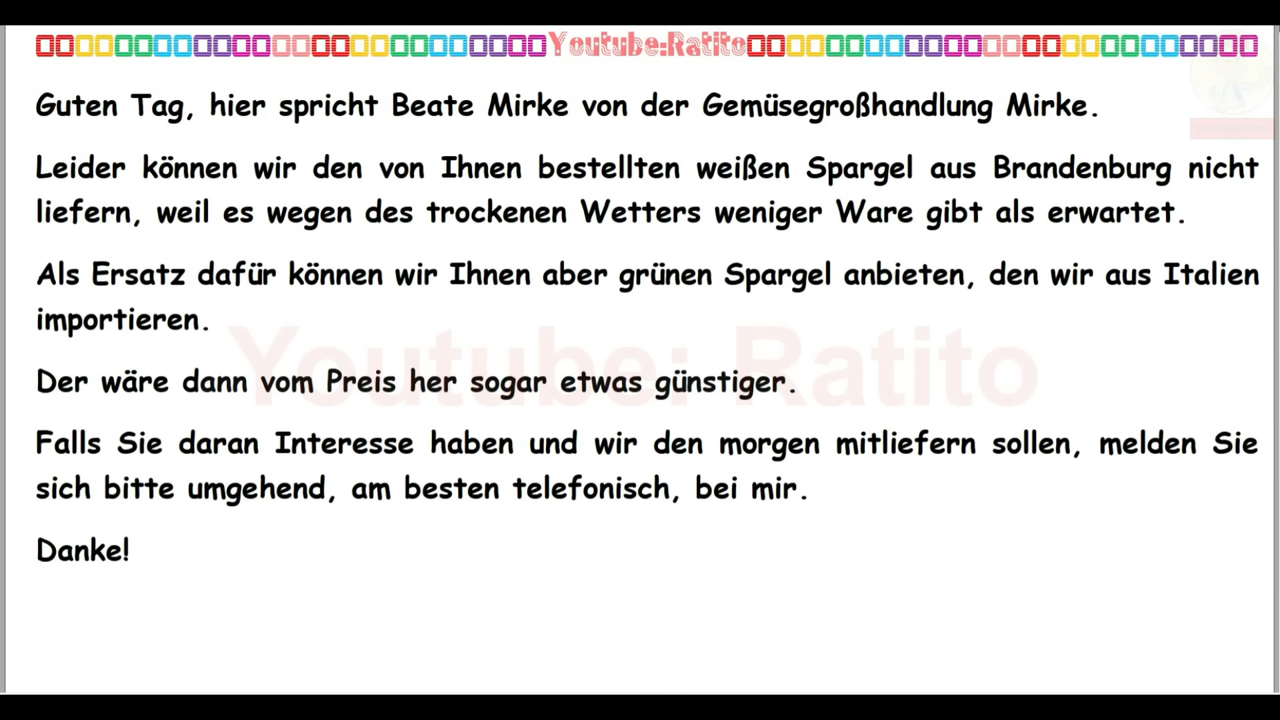 Youtube:Ratito
Guten Tag, hier spricht Beate Mirke von der Gemüsegroßhandlung Mirke.
Leider können wir den von Ihnen bestellten weißen Spargel aus Brandenburg nicht
liefern, weil es wegen des trockenen Wetters weniger Ware gibt als erwartet.
Als Ersatz dafür können wir Ihnen aber grünen Spargel anbieten, den wir aus Italien
importieren.
Youtube: Ratito
Der wäre dann vom Preis her sogar etwas günstiger.
Falls Sie daran Interesse haben und wir den morgen mitliefern sollen, melden Sie
sich bitte umgehend, am besten telefonisch, bei mir.
Danke!